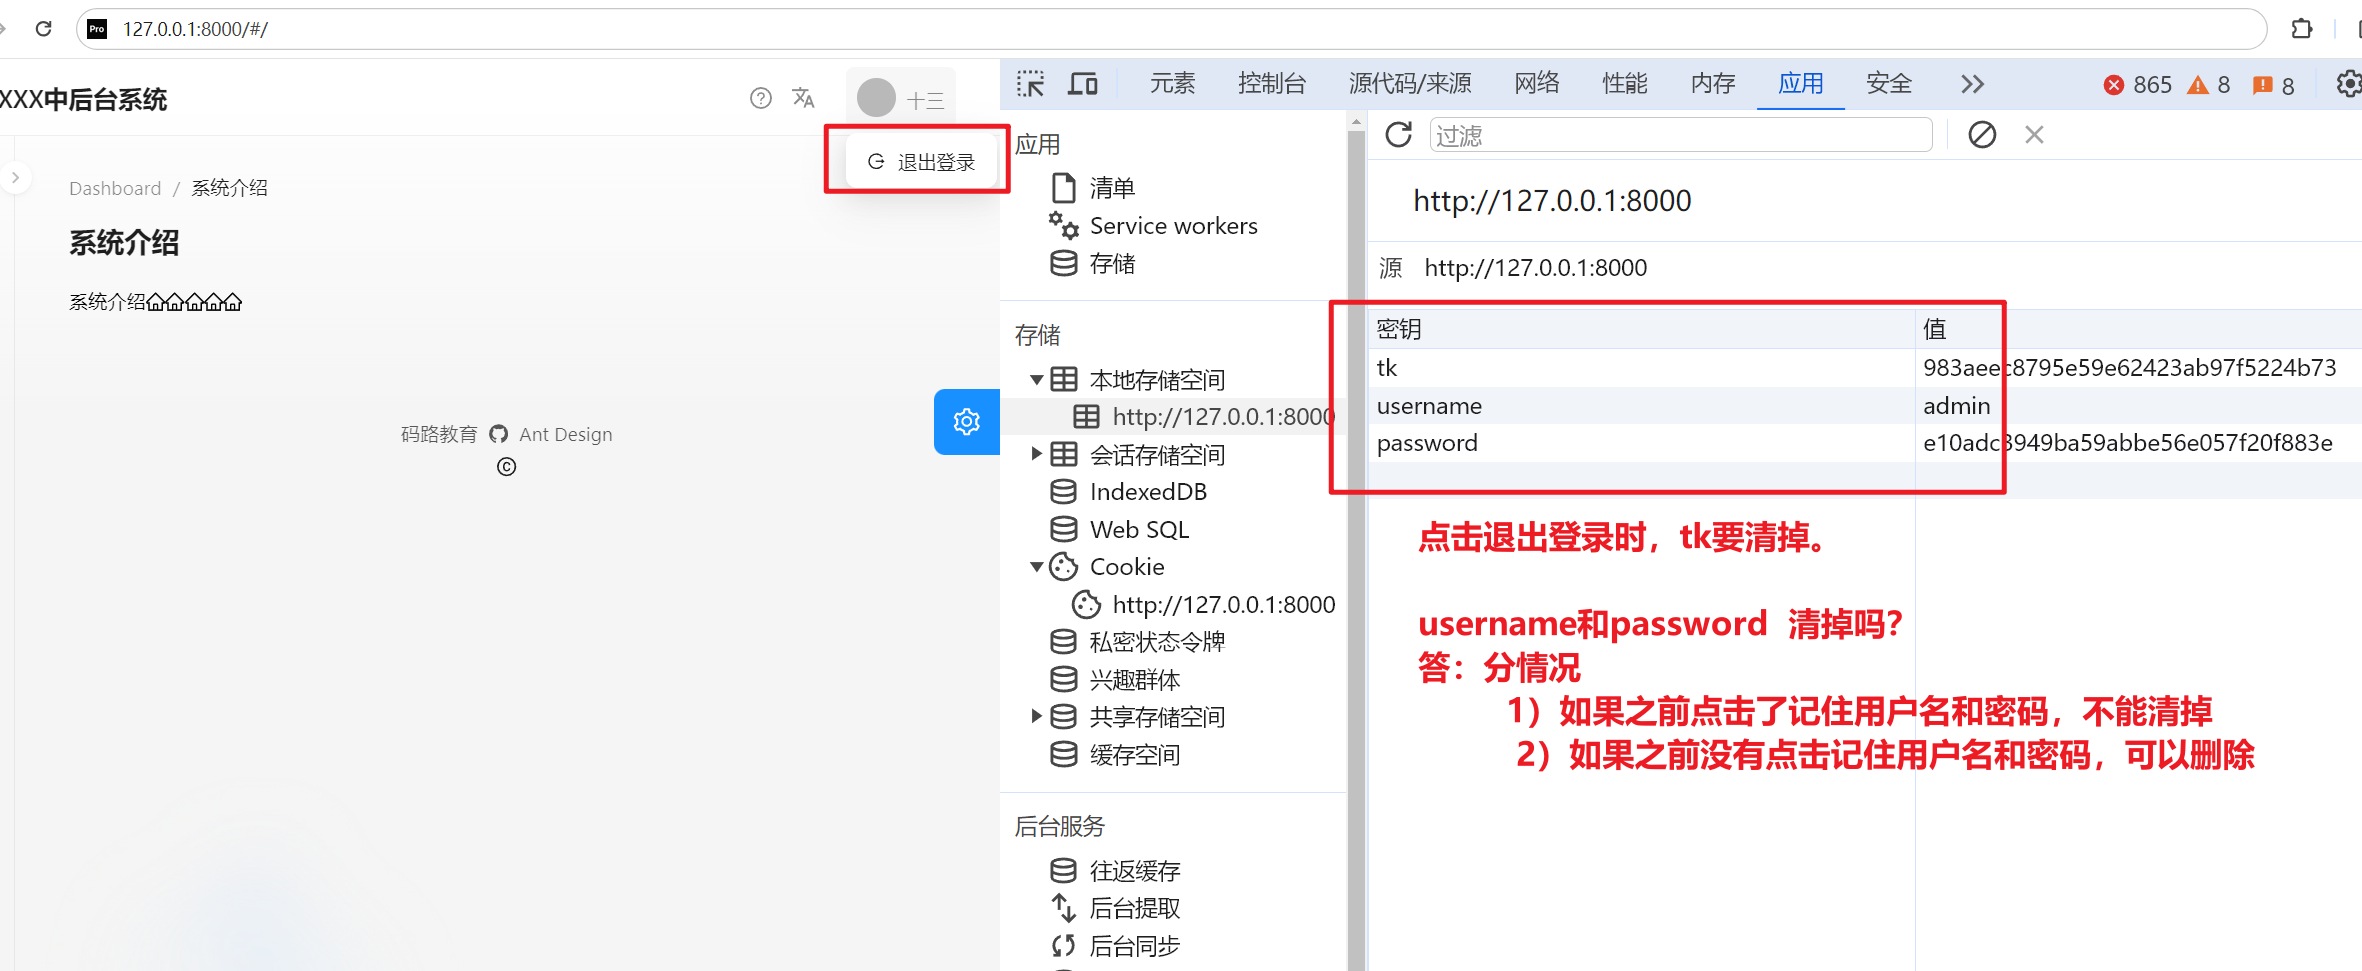 Pro 127.0.0.1:8000/#/
XXX中后台系统
十三
退出登录
Dashboard / 系统介绍
系统介绍
系统介绍
码路教育 Ant Design
©
元素 控制台 源代码/来源 网络 性能 内存 应用 安全 865 8 8
应用
清单
Service workers
存储
存储
本地存储空间
http://127.0.0.1:8000
会话存储空间
IndexedDB
Web SQL
Cookie
http://127.0.0.1:8000
私密状态令牌
兴趣群体
共享存储空间
缓存空间
后台服务
往返缓存
后台提取
后台同步
过滤
http://127.0.0.1:8000
源 http://127.0.0.1:8000
密钥 值
tk 983aeec8795e59e62423ab97f5224b73
username admin
password e10adc3949ba59abbe56e057f20f883e
点击退出登录时，tk要清掉。
username和password 清掉吗？
答：分情况
1）如果之前点击了记住用户名和密码，不能清掉
2）如果之前没有点击记住用户名和密码，可以删除